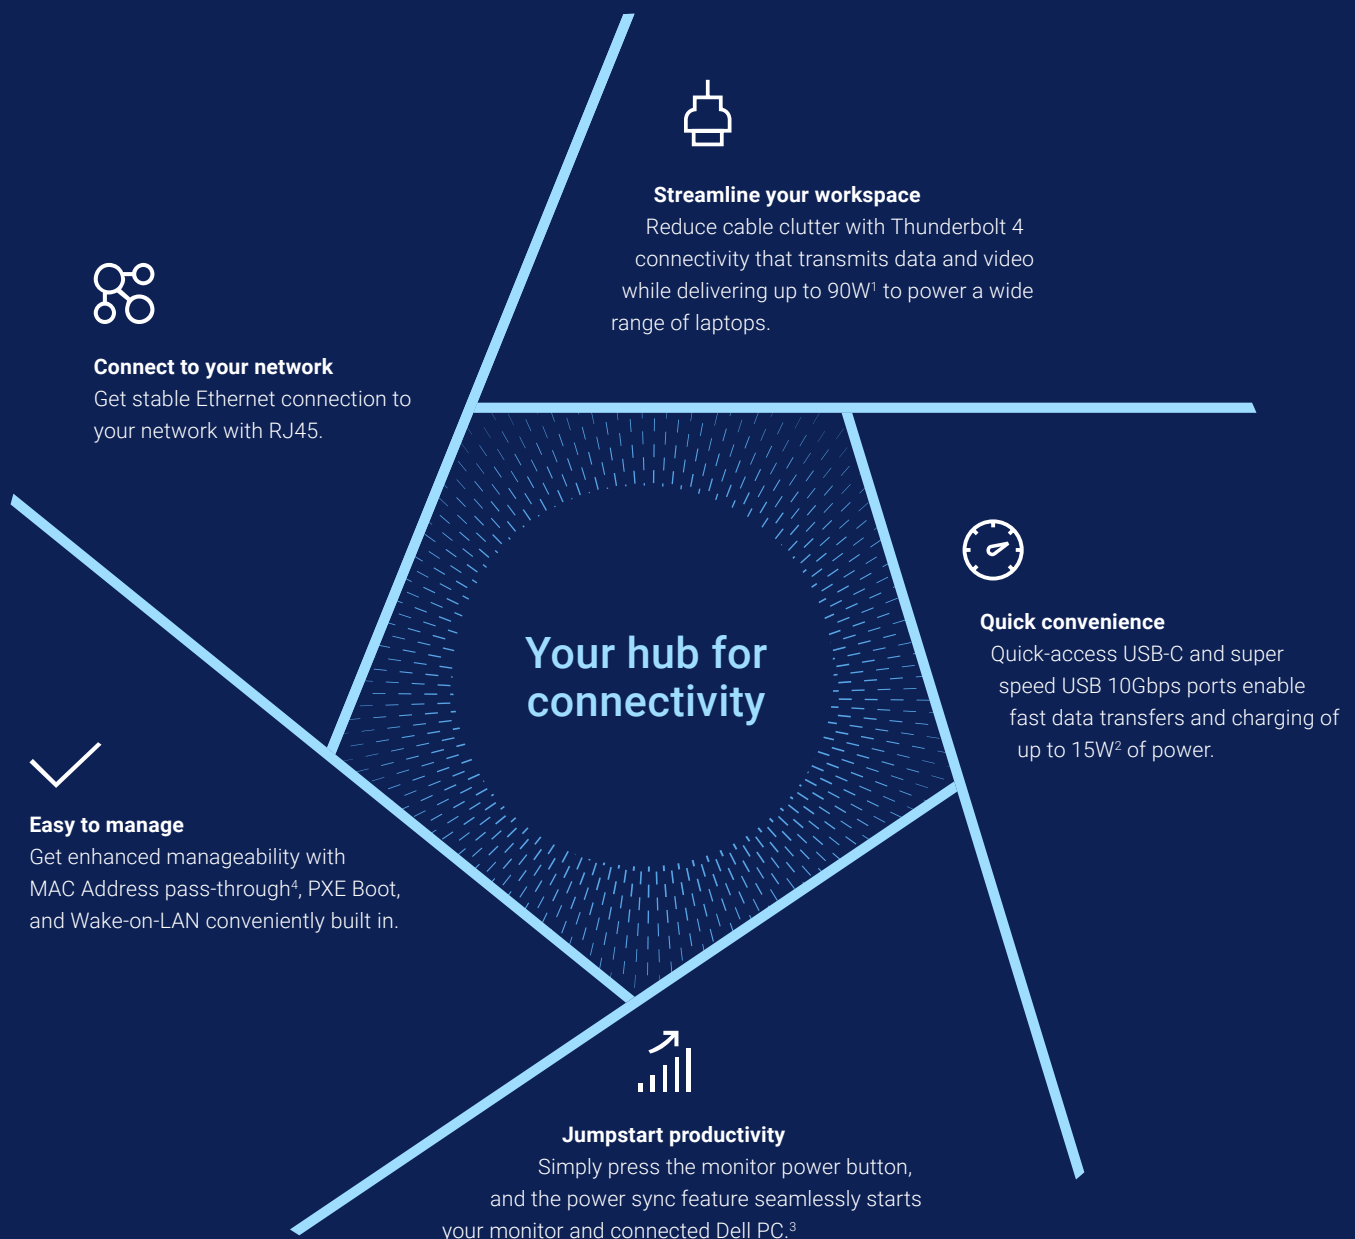 Streamline your workspace
Reduce cable clutter with Thunderbolt 4
connectivity that transmits data and video
while delivering up to 90W¹ to power a wide
range of laptops.
Connect to your network
Get stable Ethernet connection to
your network with RJ45.
Quick convenience
Quick-access USB-C and super
speed USB 10Gbps ports enable
fast data transfers and charging of
up to 15W² of power.
Your hub for
connectivity
Easy to manage
Get enhanced manageability with
MAC Address pass-through⁴, PXE Boot,
and Wake-on-LAN conveniently built in.
Jumpstart productivity
Simply press the monitor power button,
and the power sync feature seamlessly starts
your monitor and connected Dell PC.³